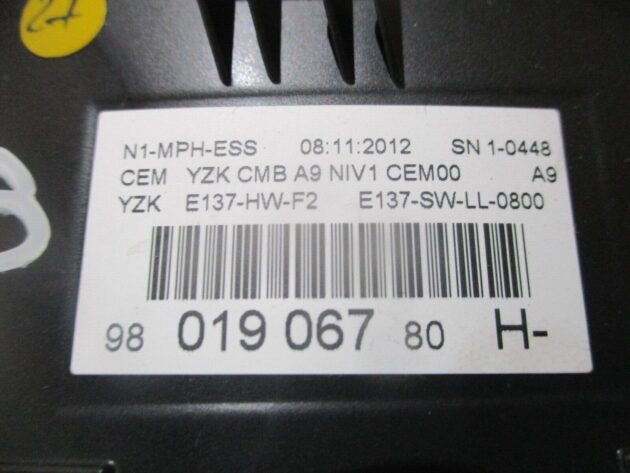 27
N1-MPH-ESS 08:11:2012 SN 1-0448
CEM YZK CMB A9 NIV1 CEM00 A9
YZK E137-HW-F2 E137-SW-LL-0800
98 019 067 80 H-